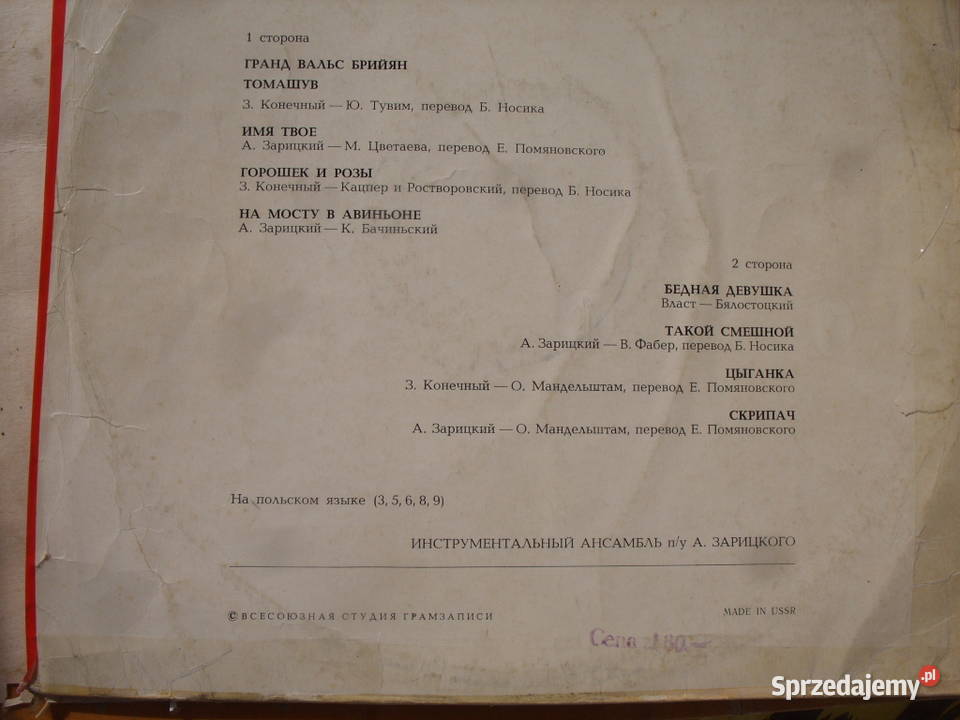 1 сторона
ГРАНД ВАЛЬС БРИЙЯН
ТОМАШУВ
З. Конечный — Ю. Тувим, перевод Б. Носика
ИМЯ ТВОЕ
А. Зарицкий — М. Цветаева, перевод Е. Помяновского
ГОРОШЕК И РОЗЫ
З. Конечный — Кацпер и Ростворовский, перевод Б. Носика
НА МОСТУ В АВИНЬОНЕ
А. Зарицкий — К. Бачиньский
2 сторона
БЕДНАЯ ДЕВУШКА
Власт — Бялостоцкий
ТАКОЙ СМЕШНОЙ
А. Зарицкий — В. Фабер, перевод Б. Носика
ЦЫГАНКА
З. Конечный — О. Мандельштам, перевод Е. Помяновского
СКРИПАЧ
А. Зарицкий — О. Мандельштам, перевод Е. Помяновского
На польском языке (3, 5, 6, 8, 9)
ИНСТРУМЕНТАЛЬНЫЙ АНСАМБЛЬ п/у А. ЗАРИЦКОГО
© ВСЕСОЮЗНАЯ СТУДИЯ ГРАМЗАПИСИ
MADE IN USSR
Cena 180.—
Sprzedajemy.pl